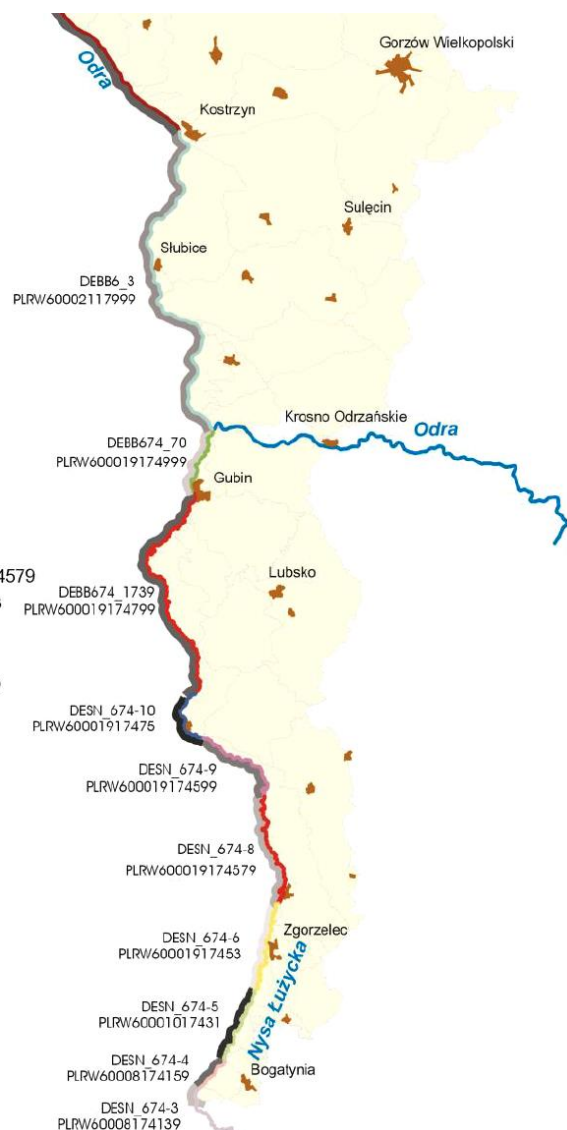 Gorzów Wielkopolski
Odra
Kostrzyn
Sulęcin
Słubice
DEBB6_3
PLRW60002117999
Krosno Odrzańskie
Odra
DEBB674_70
PLRW600019174999
Gubin
4579
Lubsko
DEBB674_1739
PLRW600019174799
DESN_674-10
PLRW60001917475
DESN_674-9
PLRW600019174599
DESN_674-8
PLRW600019174579
Zgorzelec
DESN_674-6
PLRW60001917453
Nysa Łużycka
DESN_674-5
PLRW60001017431
DESN_674-4
PLRW60008174159
Bogatynia
DESN_674-3
PLRW60008174139